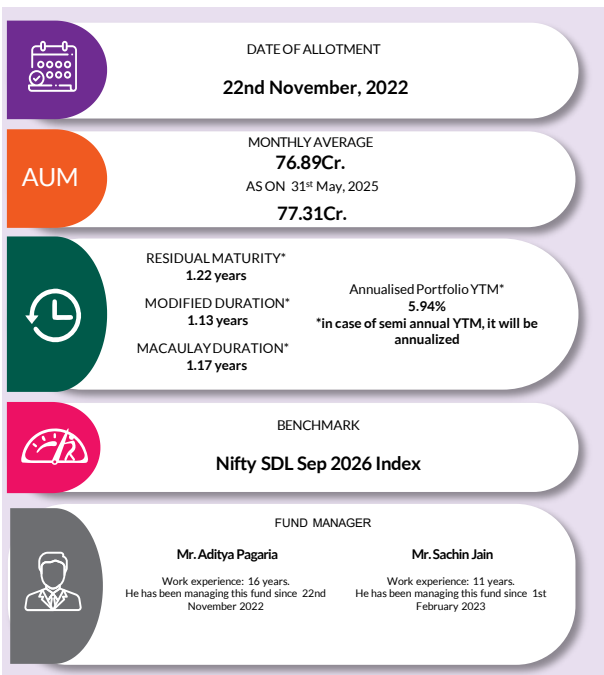 DATE OF ALLOTMENT
22nd November, 2022
AUM
MONTHLY AVERAGE
76.89Cr.
AS ON 31st May, 2025
77.31Cr.
RESIDUAL MATURITY*
1.22 years
MODIFIED DURATION*
1.13 years
MACAULAY DURATION*
1.17 years
Annualised Portfolio YTM*
5.94%
*in case of semi annual YTM, it will be
annualized
BENCHMARK
Nifty SDL Sep 2026 Index
FUND MANAGER
Mr. Aditya Pagaria
Work experience: 16 years.
He has been managing this fund since 22nd
November 2022
Mr. Sachin Jain
Work experience: 11 years.
He has been managing this fund since 1st
February 2023